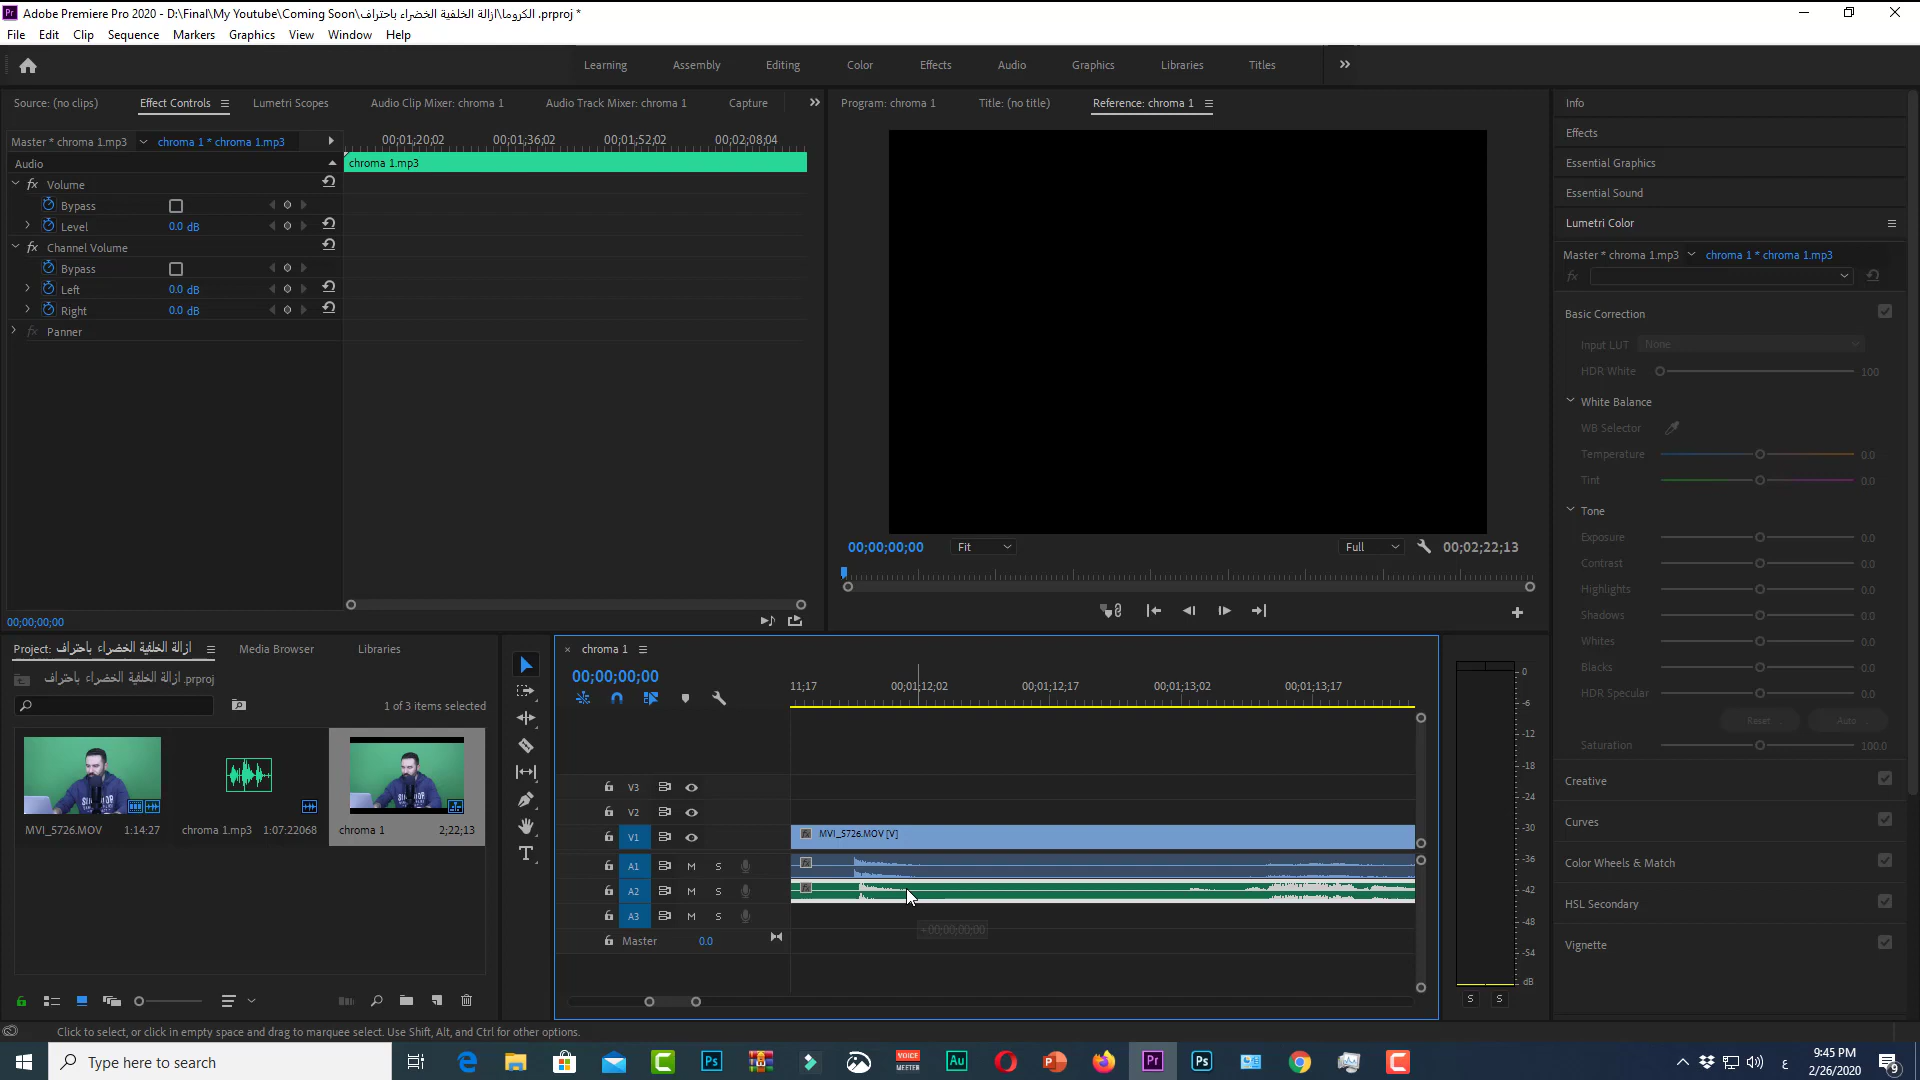 Adobe Premiere Pro 2020 - D:\Final\My Youtube\Coming Soon\الكروما\ازالة الخلفية الخضراء باحتراف.prproj *
File Edit Clip Sequence Markers Graphics View Window Help
Learning Assembly Editing Color Effects Audio Graphics Libraries Titles
Source: (no clips) Effect Controls Lumetri Scopes Audio Clip Mixer: chroma 1 Audio Track Mixer: chroma 1 Capture
Program: chroma 1 Title: (no title) Reference: chroma 1
Info
Effects
Essential Graphics
Essential Sound
Lumetri Color
Master * chroma 1.mp3 chroma 1 * chroma 1.mp3
00;01;20;02 00;01;36;02 00;01;52;02 00;02;08;04
Audio
chroma 1.mp3
fx Volume
Bypass
Level 0.0 dB
fx Channel Volume
Bypass
Left 0.0 dB
Right 0.0 dB
fx Panner
00;00;00;00
Master * chroma 1.mp3 chroma 1 * chroma 1.mp3
fx
Basic Correction
Input LUT None
HDR White 100
White Balance
WB Selector
Temperature 0.0
Tint 0.0
Tone
Exposure 0.0
Contrast 0.0
Highlights 0.0
Shadows 0.0
Whites 0.0
Blacks 0.0
HDR Specular 0.0
Reset Auto
Saturation 100.0
Creative
Curves
Color Wheels & Match
HSL Secondary
Vignette
00;00;00;00 Fit Full 00;02;22;13
Project: ازالة الخلفية الخضراء باحتراف Media Browser Libraries
ازالة الخلفية الخضراء باحتراف.prproj
1 of 3 items selected
MVI_5726.MOV 1:14:27 chroma 1.mp3 1:07:22068 chroma 1 2;22;13
chroma 1
00;00;00;00
11;17 00;01;12;02 00;01;12;17 00;01;13;02 00;01;13;17
V3
V2
V1 MVI_5726.MOV [V]
A1 M S
A2 M S
A3 M S
+00;00;00;00
Master 0.0
0
-6
-12
-18
-24
-30
-36
-42
-48
-54
dB
S S
Click to select, or click in empty space and drag to marquee select. Use Shift, Alt, and Ctrl for other options.
Type here to search
VOICE
MEETER
Ps
Au
Pr
Ps
ع
9:45 PM
2/26/2020
9